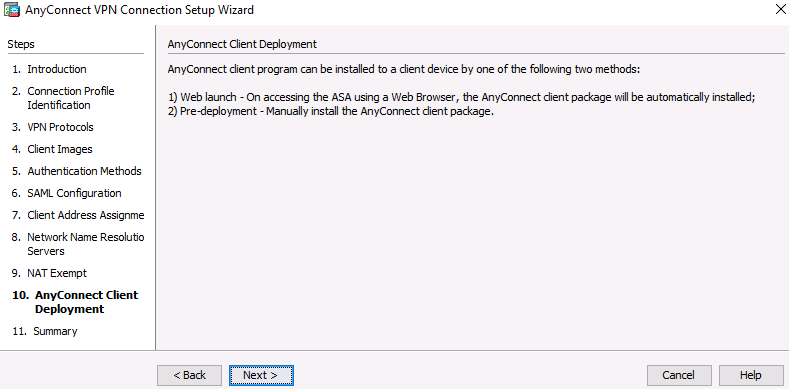 AnyConnect VPN Connection Setup Wizard
Steps
1. Introduction
2. Connection Profile
Identification
3. VPN Protocols
4. Client Images
5. Authentication Methods
6. SAML Configuration
7. Client Address Assignme
8. Network Name Resolutio
Servers
9. NAT Exempt
10. AnyConnect Client
Deployment
11. Summary
AnyConnect Client Deployment
AnyConnect client program can be installed to a client device by one of the following two methods:
1) Web launch - On accessing the ASA using a Web Browser, the AnyConnect client package will be automatically installed;
2) Pre-deployment - Manually install the AnyConnect client package.
< Back
Next >
Cancel
Help